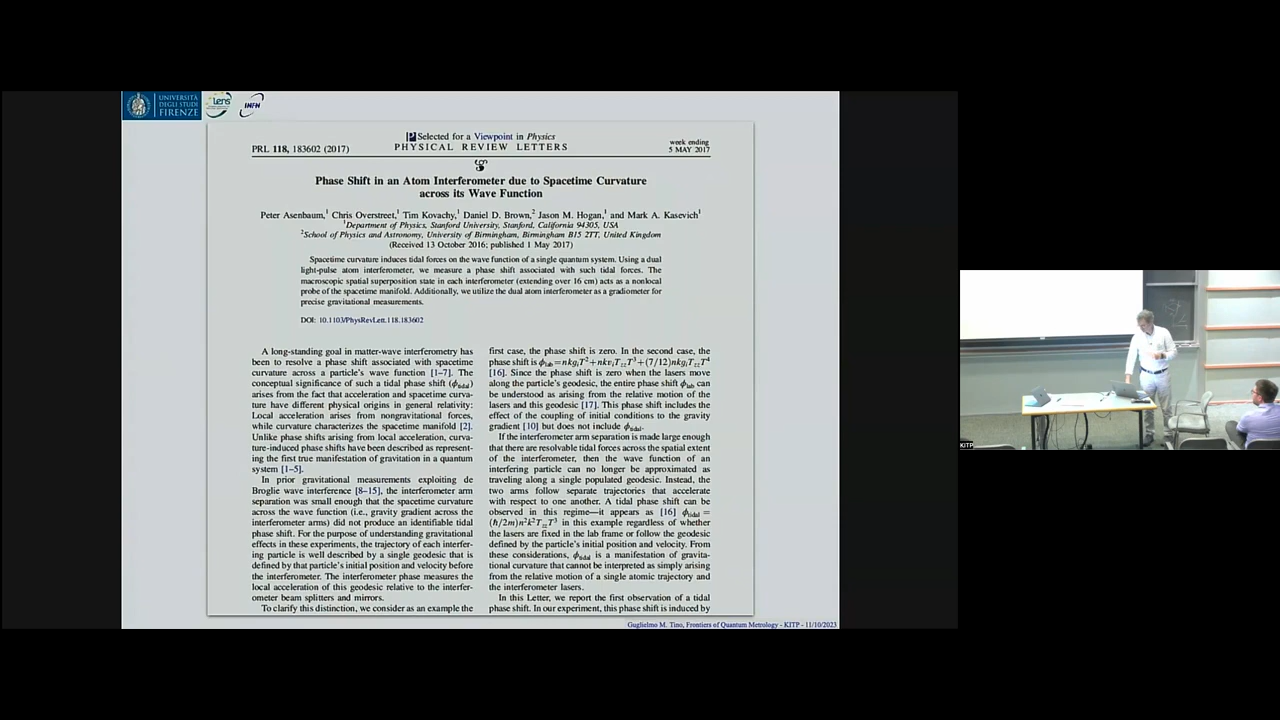 UNIVERSITÀ
DEGLI STUDI
FIRENZE
Lens
INFN
Selected for a Viewpoint in Physics
PRL 118, 183602 (2017)
PHYSICAL REVIEW LETTERS
week ending
5 MAY 2017
Phase Shift in an Atom Interferometer due to Spacetime Curvature
across its Wave Function
Peter Asenbaum,¹ Chris Overstreet,¹ Tim Kovachy,¹ Daniel D. Brown,² Jason M. Hogan,¹ and Mark A. Kasevich¹
¹Department of Physics, Stanford University, Stanford, California 94305, USA
²School of Physics and Astronomy, University of Birmingham, Birmingham B15 2TT, United Kingdom
(Received 13 October 2016; published 1 May 2017)
Spacetime curvature induces tidal forces on the wave function of a single quantum system. Using a dual
light-pulse atom interferometer, we measure a phase shift associated with such tidal forces. The
macroscopic spatial superposition state in each interferometer (extending over 16 cm) acts as a nonlocal
probe of the spacetime manifold. Additionally, we utilize the dual atom interferometer as a gradiometer for
precise gravitational measurements.
DOI: 10.1103/PhysRevLett.118.183602
A long-standing goal in matter-wave interferometry has
been to resolve a phase shift associated with spacetime
curvature across a particle's wave function [1–7]. The
conceptual significance of such a tidal phase shift (ϕtidal)
arises from the fact that acceleration and spacetime curva-
ture have different physical origins in general relativity:
Local acceleration arises from nongravitational forces,
while curvature characterizes the spacetime manifold [2].
Unlike phase shifts arising from local acceleration, curva-
ture-induced phase shifts have been described as represent-
ing the first true manifestation of gravitation in a quantum
system [1–5].
In prior gravitational measurements exploiting de
Broglie wave interference [8–15], the interferometer arm
separation was small enough that the spacetime curvature
across the wave function (i.e., gravity gradient across the
interferometer arms) did not produce an identifiable tidal
phase shift. For the purpose of understanding gravitational
effects in these experiments, the trajectory of each interfer-
ing particle is well described by a single geodesic that is
defined by that particle's initial position and velocity before
the interferometer. The interferometer phase measures the
local acceleration of this geodesic relative to the interfer-
ometer beam splitters and mirrors.
To clarify this distinction, we consider as an example the
first case, the phase shift is zero. In the second case, the
phase shift is ϕlab=nkgᵢT²+nkvᵢTzzT³+(7/12)nkgᵢTzzT⁴
[16]. Since the phase shift is zero when the lasers move
along the particle's geodesic, the entire phase shift ϕlab can
be understood as arising from the relative motion of the
lasers and this geodesic [17]. This phase shift includes the
effect of the coupling of initial conditions to the gravity
gradient [10] but does not include ϕtidal.
If the interferometer arm separation is made large enough
that there are resolvable tidal forces across the spatial extent
of the interferometer, then the wave function of an
interfering particle can no longer be approximated as
traveling along a single populated geodesic. Instead, the
two arms follow separate trajectories that accelerate
with respect to one another. A tidal phase shift can be
observed in this regime—it appears as [16] ϕtidal =
(ℏ/2m)n²k²TzzT³ in this example regardless of whether
the lasers are fixed in the lab frame or follow the geodesic
defined by the particle's initial position and velocity. From
these considerations, ϕtidal is a manifestation of gravita-
tional curvature that cannot be interpreted as simply arising
from the relative motion of a single atomic trajectory and
the interferometer lasers.
In this Letter, we report the first observation of a tidal
phase shift. In our experiment, this phase shift is induced by
Guglielmo M. Tino, Frontiers of Quantum Metrology - KITP - 11/10/2023
KITP